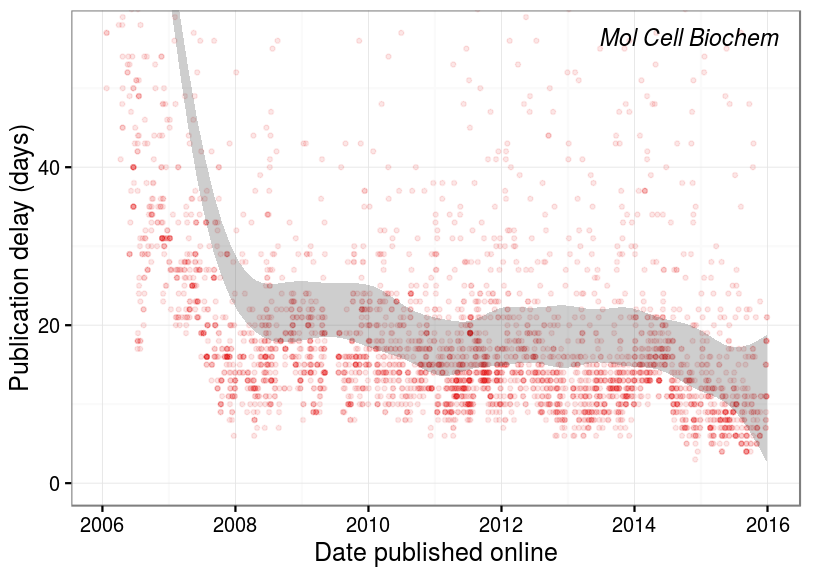 Mol Cell Biochem
Publication delay (days)
40
20
0
2006 2008 2010 2012 2014 2016
Date published online